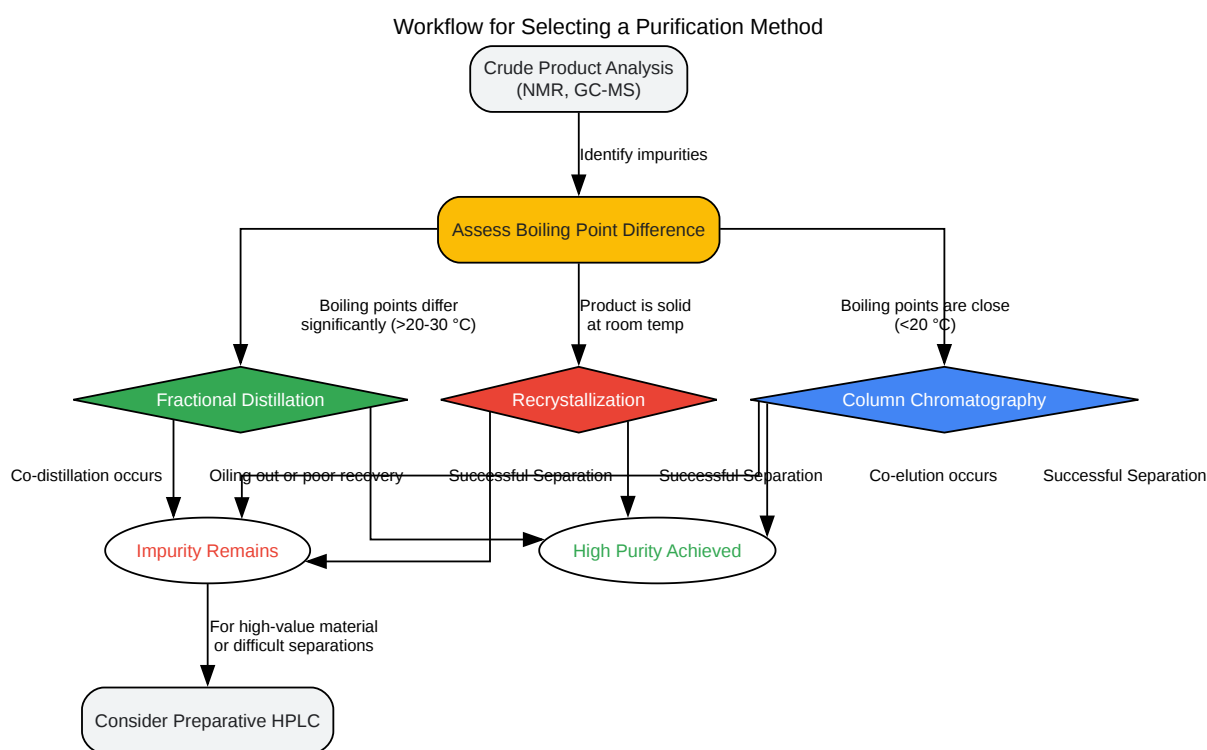 Workflow for Selecting a Purification Method
Crude Product Analysis
(NMR, GC-MS)
Identify impurities
Assess Boiling Point Difference
Boiling points differ
significantly (>20-30 °C)
Product is solid
at room temp
Boiling points are close
(<20 °C)
Fractional Distillation
Recrystallization
Column Chromatography
Co-distillation occurs
Oiling out or poor recovery
Successful Separation
Successful Separation
Co-elution occurs
Successful Separation
Impurity Remains
High Purity Achieved
For high-value material
or difficult separations
Consider Preparative HPLC